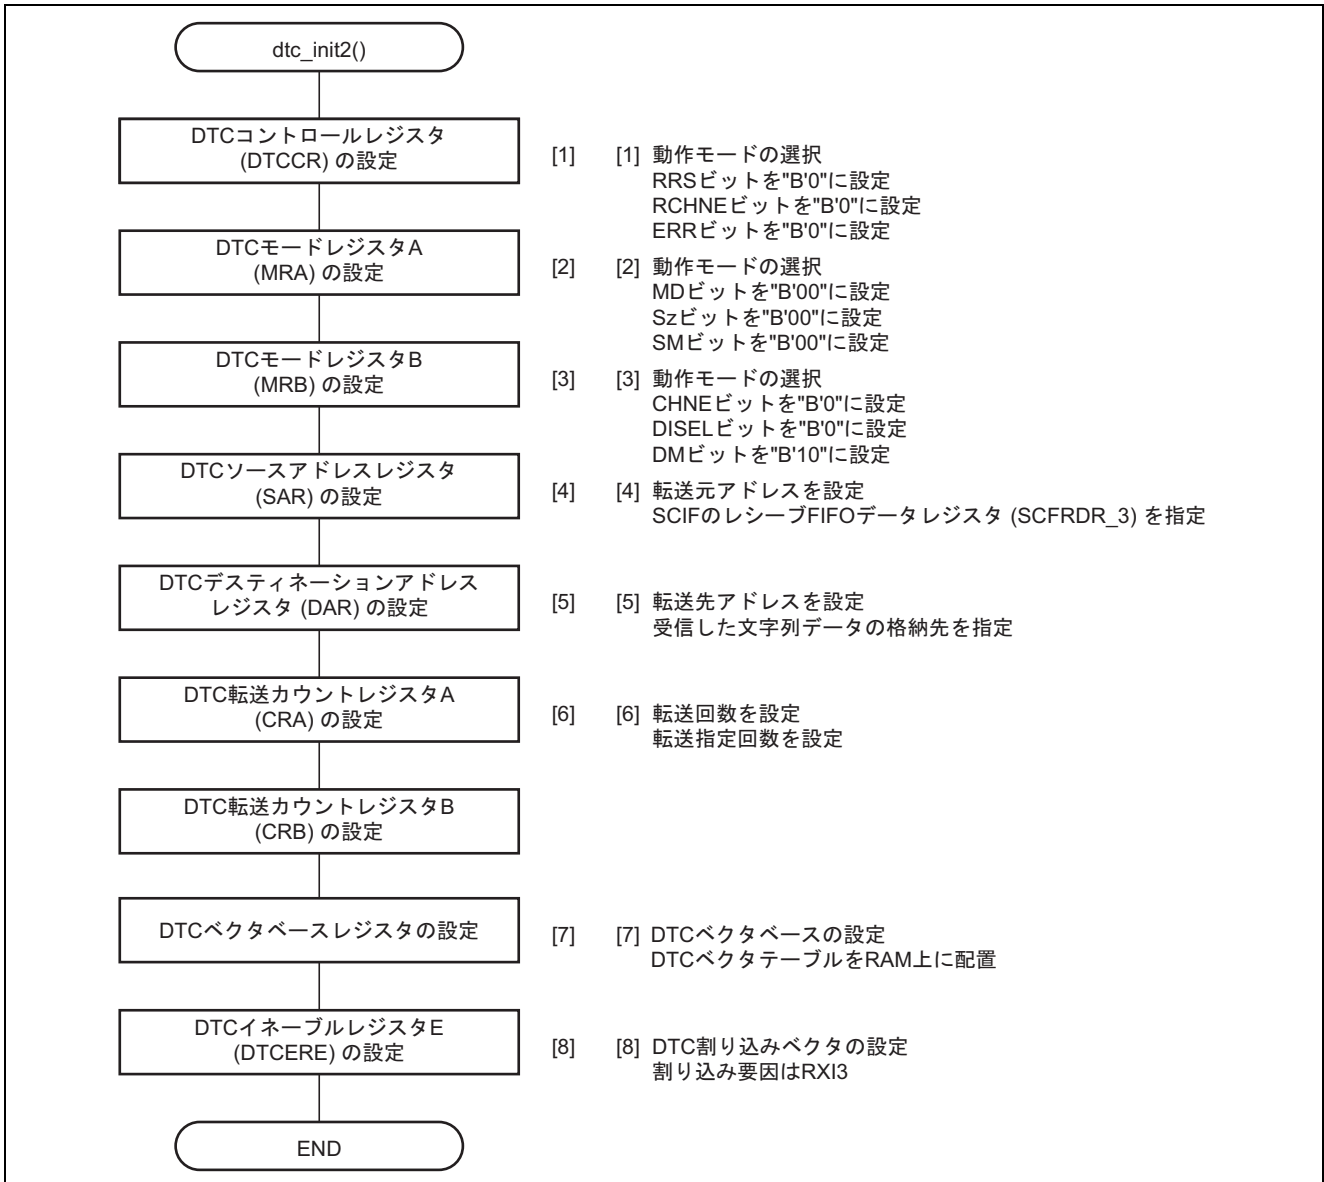 dtc_init2()
DTCコントロールレジスタ
(DTCCR) の設定
[1]
[1] 動作モードの選択
RRSビットを"B'0"に設定
RCHNEビットを"B'0"に設定
ERRビットを"B'0"に設定
DTCモードレジスタA
(MRA) の設定
[2]
[2] 動作モードの選択
MDビットを"B'00"に設定
Szビットを"B'00"に設定
SMビットを"B'00"に設定
DTCモードレジスタB
(MRB) の設定
[3]
[3] 動作モードの選択
CHNEビットを"B'0"に設定
DISELビットを"B'0"に設定
DMビットを"B'10"に設定
DTCソースアドレスレジスタ
(SAR) の設定
[4]
[4] 転送元アドレスを設定
SCIFのレシーブFIFOデータレジスタ (SCFRDR_3) を指定
DTCデスティネーションアドレス
レジスタ (DAR) の設定
[5]
[5] 転送先アドレスを設定
受信した文字列データの格納先を指定
DTC転送カウントレジスタA
(CRA) の設定
[6]
[6] 転送回数を設定
転送指定回数を設定
DTC転送カウントレジスタB
(CRB) の設定
DTCベクタベースレジスタの設定
[7]
[7] DTCベクタベースの設定
DTCベクタテーブルをRAM上に配置
DTCイネーブルレジスタE
(DTCERE) の設定
[8]
[8] DTC割り込みベクタの設定
割り込み要因はRXI3
END